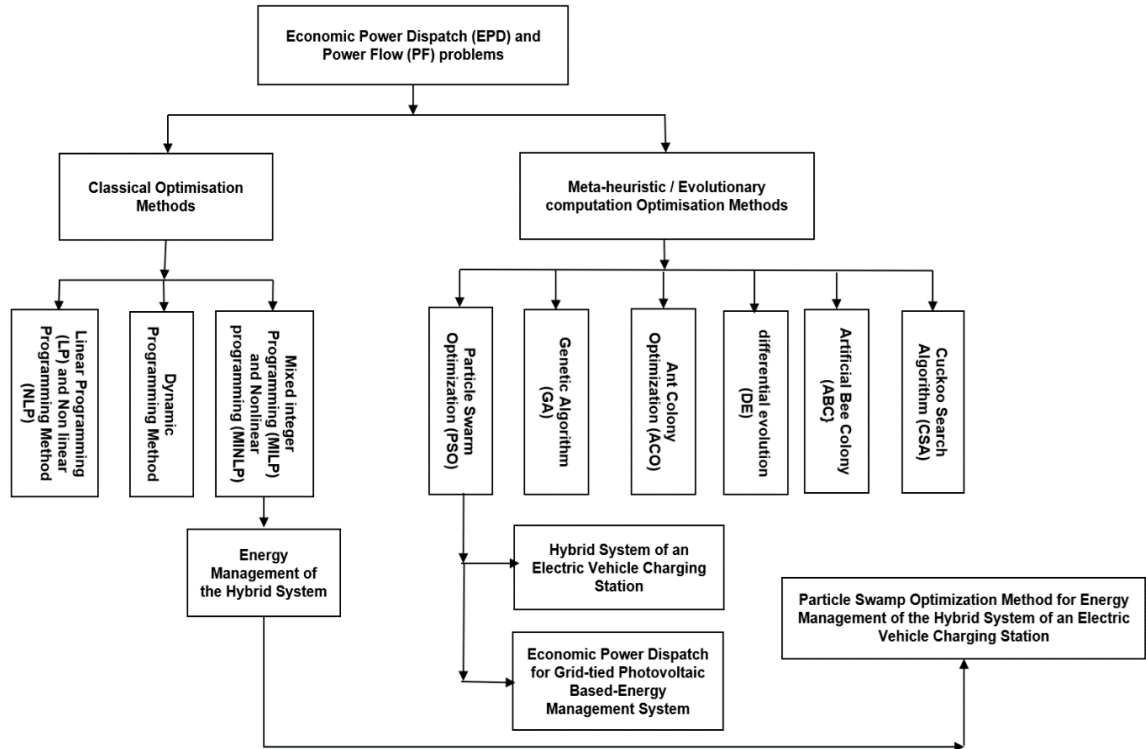 Economic Power Dispatch (EPD) and
Power Flow (PF) problems
Classical Optimisation
Methods
Meta-heuristic / Evolutionary
computation Optimisation Methods
Linear Programming
(LP) and Non linear
Programming Method
(NLP)
Dynamic
Programming Method
Mixed integer
Programming (MILP)
and Nonlinear
programming (MINLP)
Particle Swarm
Optimization (PSO)
Genetic Algorithm
(GA)
Ant Colony
Optimization (ACO)
differential evolution
(DE)
Artificial Bee Colony
(ABC}
Cuckoo Search
Algorithm (CSA)
Energy
Management of
the Hybrid System
Hybrid System of an
Electric Vehicle Charging
Station
Economic Power Dispatch
for Grid-tied Photovoltaic
Based-Energy
Management System
Particle Swamp Optimization Method for Energy
Management of the Hybrid System of an Electric
Vehicle Charging Station